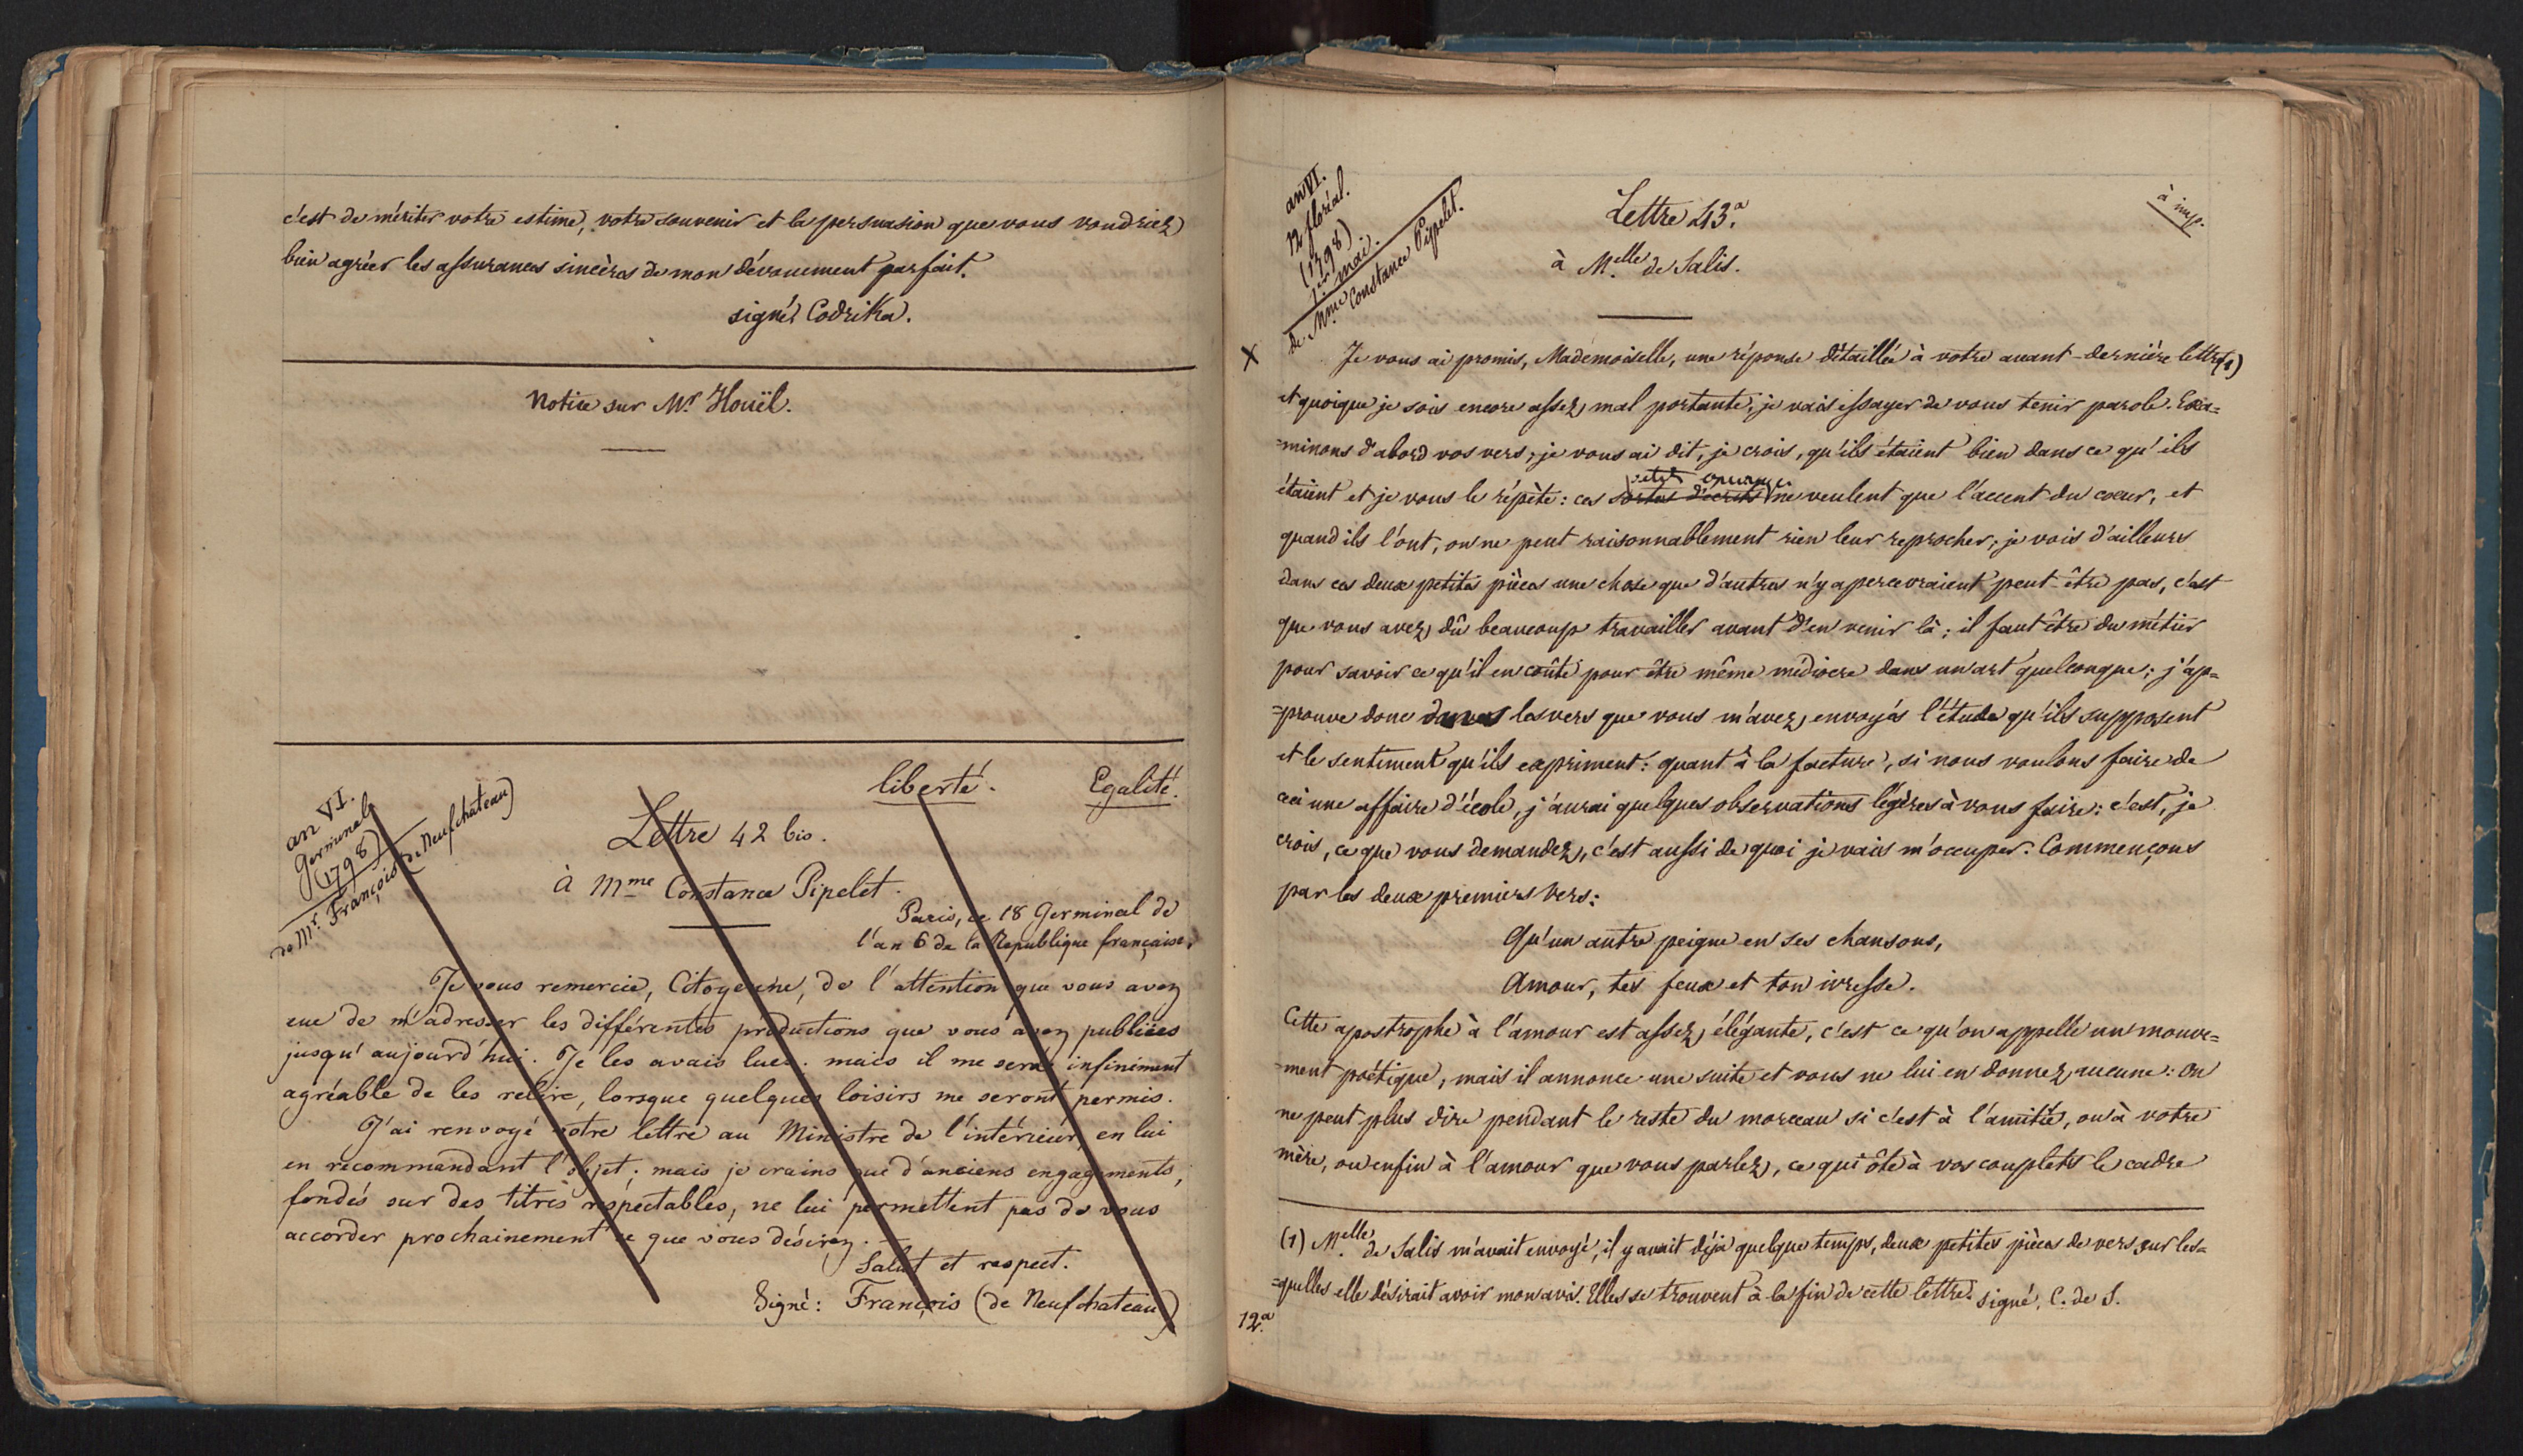 c'est de mériter votre estime, votre souvenir et la persuasion que vous voudriez
bien agréer les assurances sincères de mon dévouement parfait.
signé, Codrika.
Notice sur Mr. Houël.
liberté. Egalité.
an VI.
Germinal
(1798)
de Mr. François (de Neufchateau)
Lettre 42 bis.
à Mme Constance Pipelet.
Paris, ce 18 Germinal de
l'an 6 de la République française.
Je vous remercie, Citoyenne, de l'attention que vous avez
eue de m'adresser les différentes productions que vous avez publiées
jusqu'aujourd'hui. Je les avais lues. mais il me sera infiniment
agréable de les relire, lorsque quelques loisirs me seront permis.
J'ai renvoyé votre lettre au Ministre de l'intérieur, en lui
en recommandant l'objet; mais je crains que d'anciens engagements,
fondés sur des titres respectables, ne lui permettent pas de vous
accorder prochainement ce que vous désirez.
Salut et respect.
Signé: François (de Neufchateau)
an VI.
12 floréal.
(1798)
1er mai.
de Mme Constance Pipelet.
Lettre 43.a
à imp.
à Melle de Salis.
X
Je vous ai promis, Mademoiselle, une réponse détaillée à votre avant-dernière lettre (1)
et quoique je sois encore assez mal portante, je vais essayer de vous tenir parole. Exa=
=minons d'abord vos vers; je vous ai dit, je crois, qu'ils étaient bien dans ce qu'ils
étaient et je vous le répète: ces sortes d'écrits ne veulent que l'accent du cœur, et
quand ils l'ont, on ne peut raisonnablement rien leur reprocher; je vois d'ailleurs
dans ces deux petites pièces une chose que d'autres n'y apercevraient peut-être pas, c'est
que vous avez dû beaucoup travailler avant d'en venir là; il faut être du métier
pour savoir ce qu'il en coûte pour être même médiocre dans un art quelconque; j'ap=
=prouve donc dans les vers que vous m'avez envoyés l'étude qu'ils supposent
et le sentiment qu'ils expriment: quant à la facture, si nous voulons faire de
ceci une affaire d'école, j'aurai quelques observations légères à vous faire: c'est, je
crois, ce que vous demandez, c'est aussi de quoi je vais m'occuper. Commençons
par les deux premiers vers:
Qu'un autre peigne en ses chansons,
Amour, tes feux et ton ivresse.
Cette apostrophe à l'amour est assez élégante, c'est ce qu'on appelle un mouve=
=ment poétique, mais il annonce une suite et vous ne lui en donnez aucune: On
ne peut plus dire pendant le reste du morceau si c'est à l'amitié, ou à votre
mère, ou enfin à l'amour que vous parlez, ce qui ôte à vos couplets le cadre
(1) Melle de Salis m'avait envoyé, il y avait déjà quelque temps, deux petites pièces de vers sur les=
=quelles elle désirait avoir mon avis. Elles se trouvent à la fin de cette lettre. signé, C. de S.
12.a